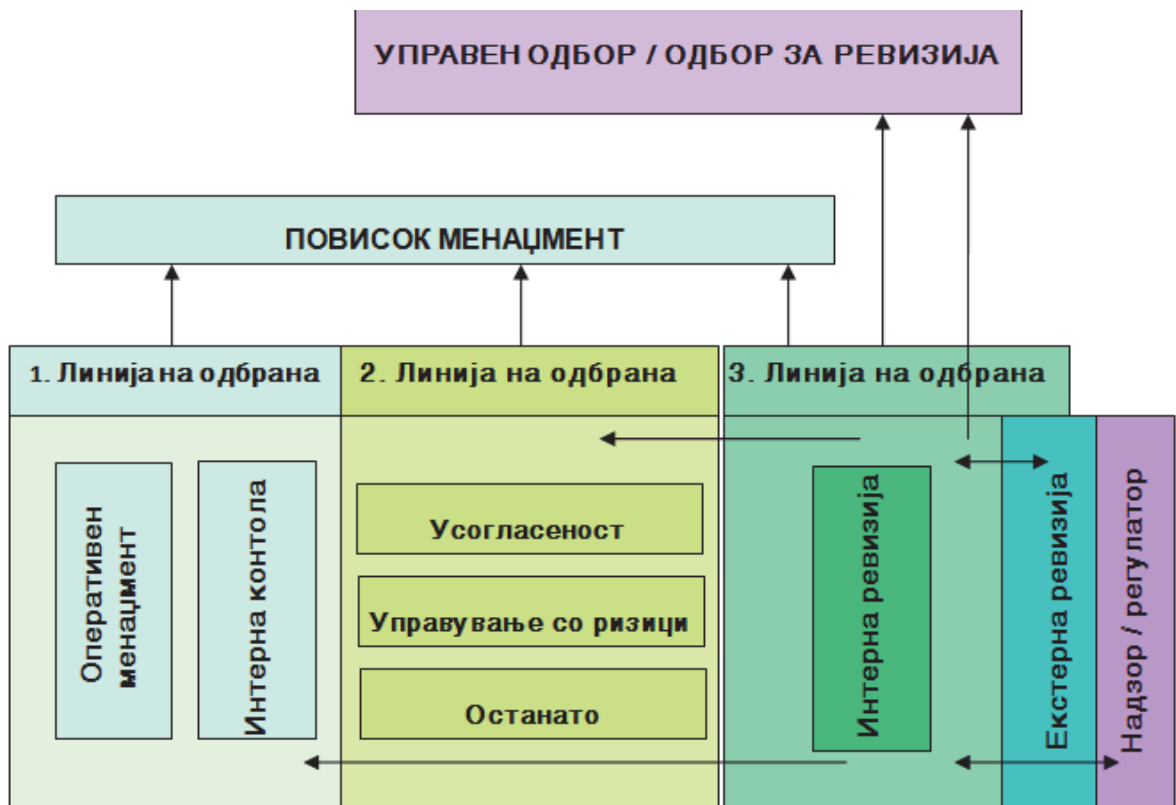 УПРАВЕН ОДБОР / ОДБОР ЗА РЕВИЗИЈА
ПОВИСОК МЕНАЏМЕНТ
1. Линија на одбрана
2. Линија на одбрана
3. Линија на одбрана
Оперативен
менаџмент
Интерна контола
Усогласеност
Управување со ризици
Останато
Интерна ревизија
Екстерна ревизија
Надзор / регулатор